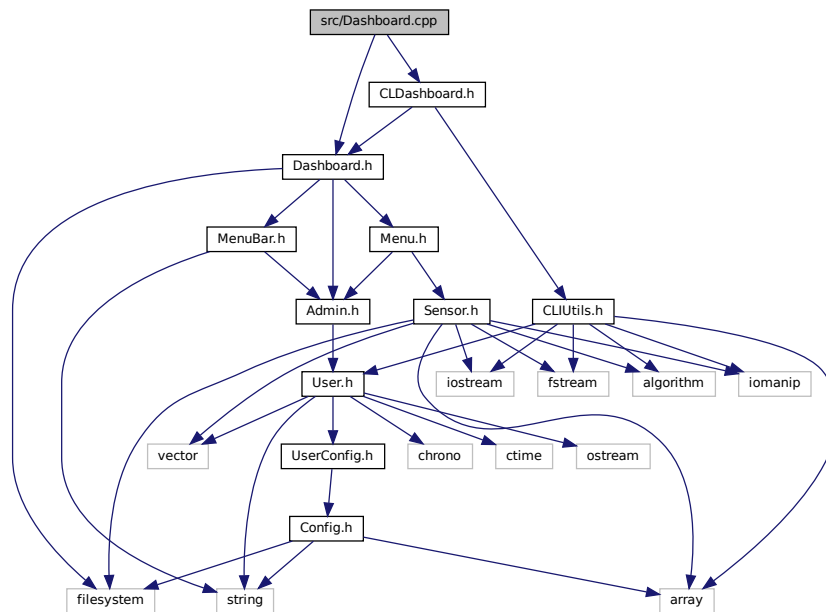 src/Dashboard.cpp
CLDashboard.h
Dashboard.h
MenuBar.h
Menu.h
Admin.h
Sensor.h
CLIUtils.h
User.h
iostream
fstream
algorithm
iomanip
vector
UserConfig.h
chrono
ctime
ostream
Config.h
filesystem
string
array